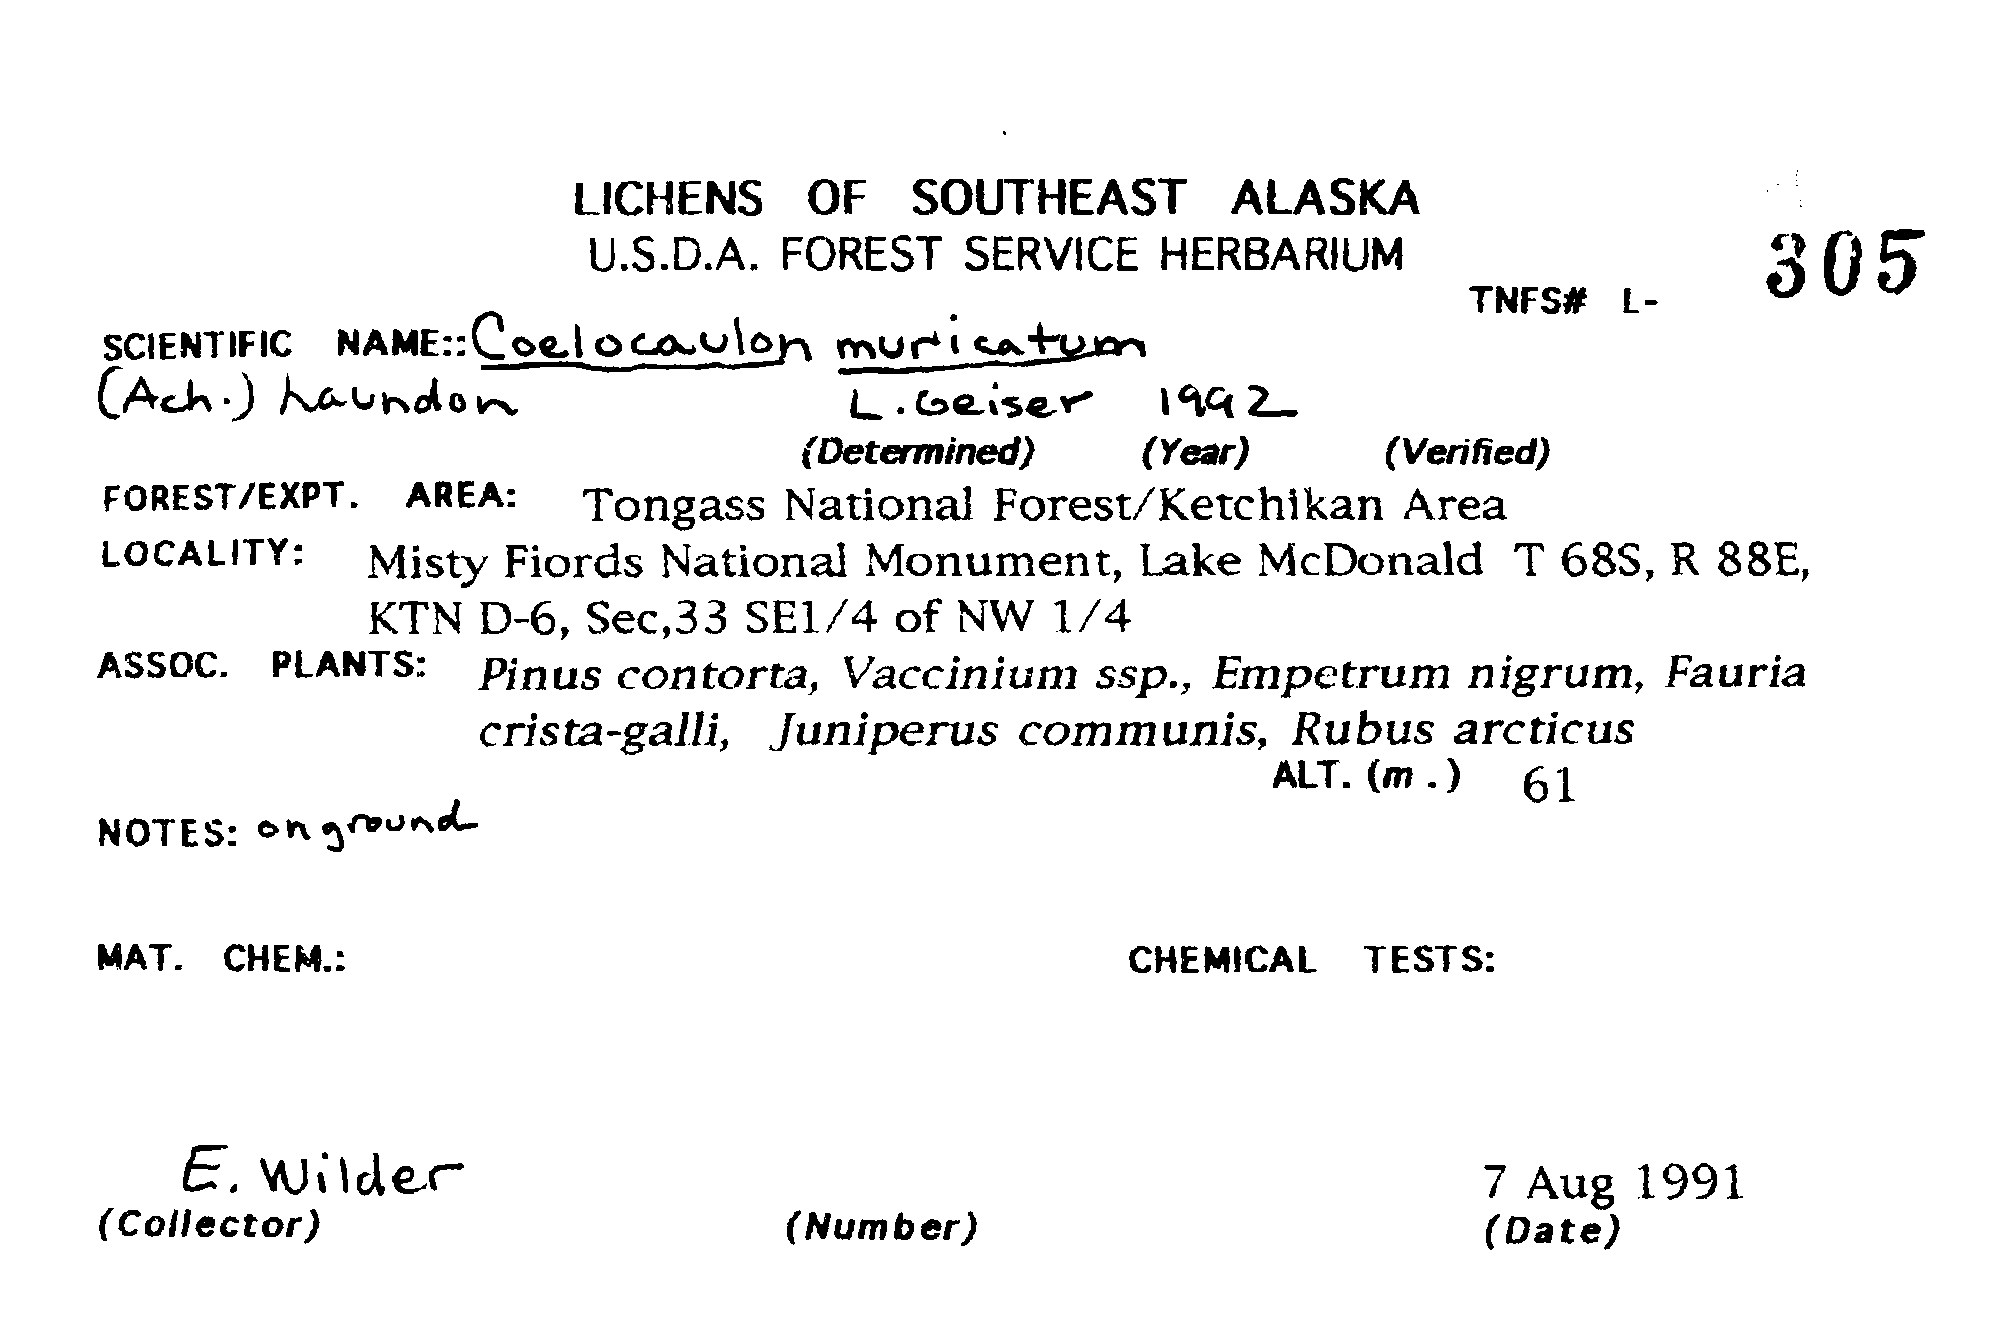 LICHENS OF SOUTHEAST ALASKA
U.S.D.A. FOREST SERVICE HERBARIUM
TNFS# L- 305
SCIENTIFIC NAME:: Coelocaulon muricatum
(Ach.) haundon L. Geiser 1992
(Determined) (Year) (Verified)
FOREST/EXPT. AREA: Tongass National Forest/Ketchikan Area
LOCALITY: Misty Fiords National Monument, Lake McDonald T 68S, R 88E,
KTN D-6, Sec,33 SE1/4 of NW 1/4
ASSOC. PLANTS: Pinus contorta, Vaccinium ssp., Empetrum nigrum, Fauria
crista-galli, Juniperus communis, Rubus arcticus
ALT. (m.) 61
NOTES: on ground
MAT. CHEM.: CHEMICAL TESTS:
E. Wilder 7 Aug 1991
(Collector) (Number) (Date)